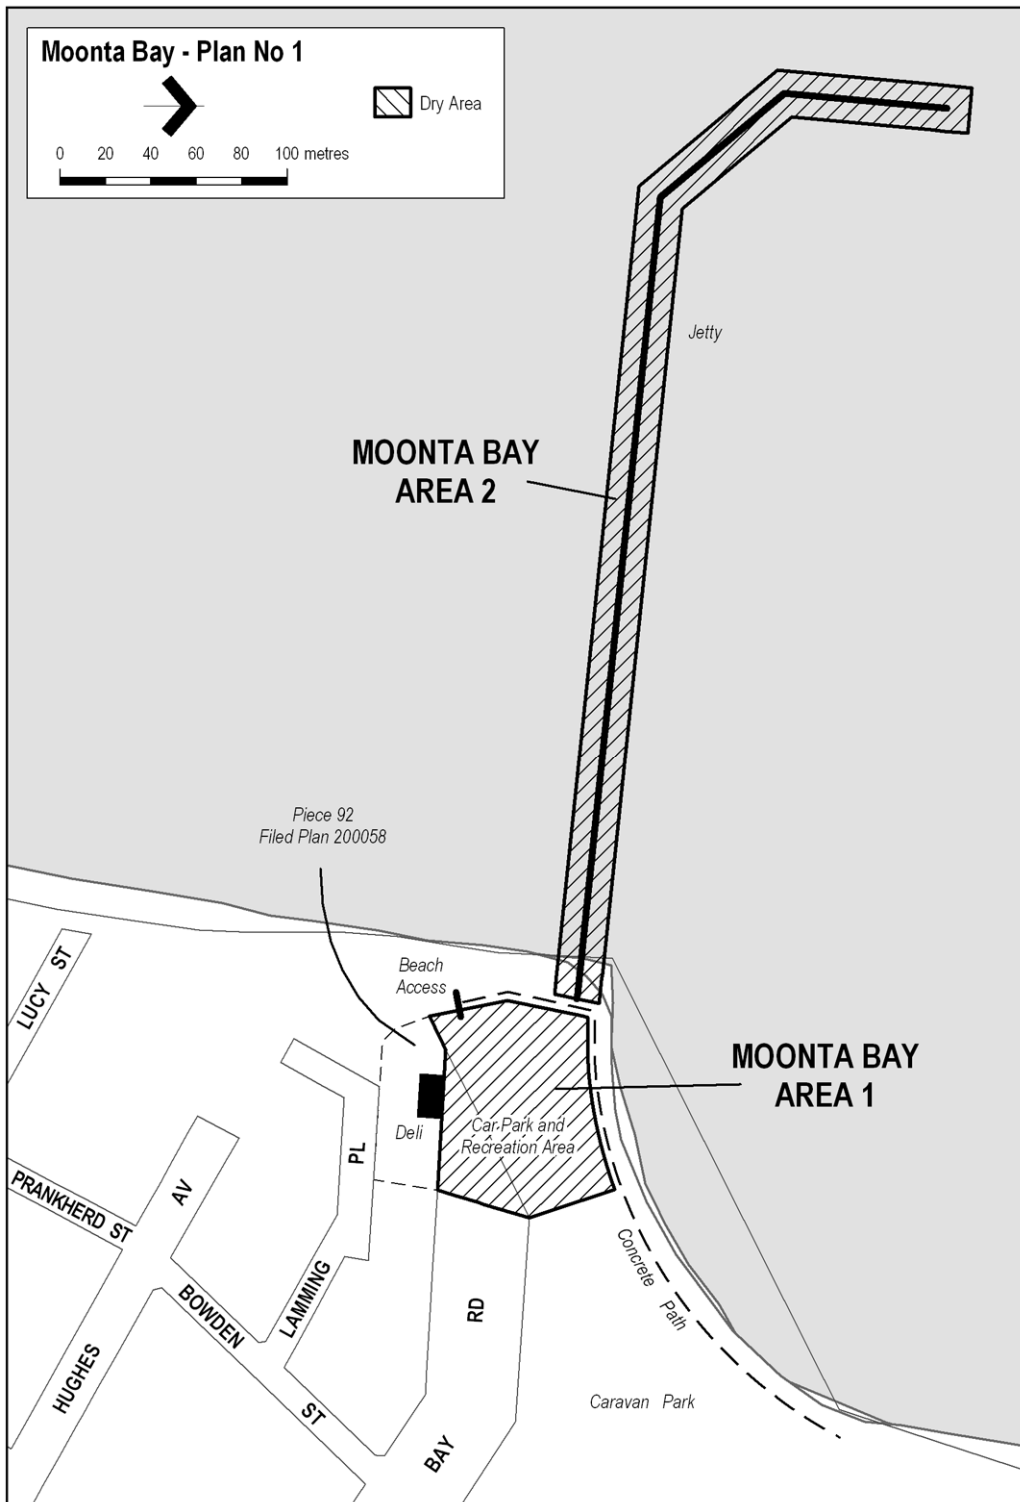 Moonta Bay - Plan No 1
Dry Area
0 20 40 60 80 100 metres
Jetty
MOONTA BAY
AREA 2
Piece 92
Filed Plan 200058
Beach
Access
LUCY ST
MOONTA BAY
AREA 1
Car Park and
Recreation Area
Deli
PL
AV
PRANKHERD ST
LAMMING
BOWDEN
ST
HUGHES
RD
BAY
Concrete Path
Caravan Park